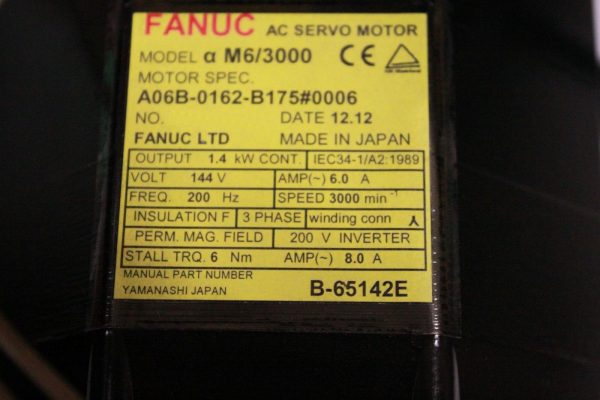 FANUC AC SERVO MOTOR
MODEL α M6/3000 CE
MOTOR SPEC.
A06B-0162-B175#0006
NO. DATE 12.12
FANUC LTD MADE IN JAPAN
OUTPUT 1.4 kW CONT. IEC34-1/A2:1989
VOLT 144 V AMP(~) 6.0 A
FREQ. 200 Hz SPEED 3000 min⁻¹
INSULATION F 3 PHASE winding conn
PERM. MAG. FIELD 200 V INVERTER
STALL TRQ. 6 Nm AMP(~) 8.0 A
MANUAL PART NUMBER
YAMANASHI JAPAN B-65142E